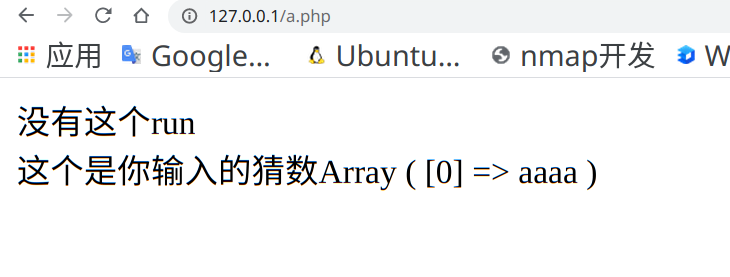 127.0.0.1/a.php
应用 Google... Ubuntu... nmap开发 W
没有这个run
这个是你输入的猜数Array ( [0] => aaaa )